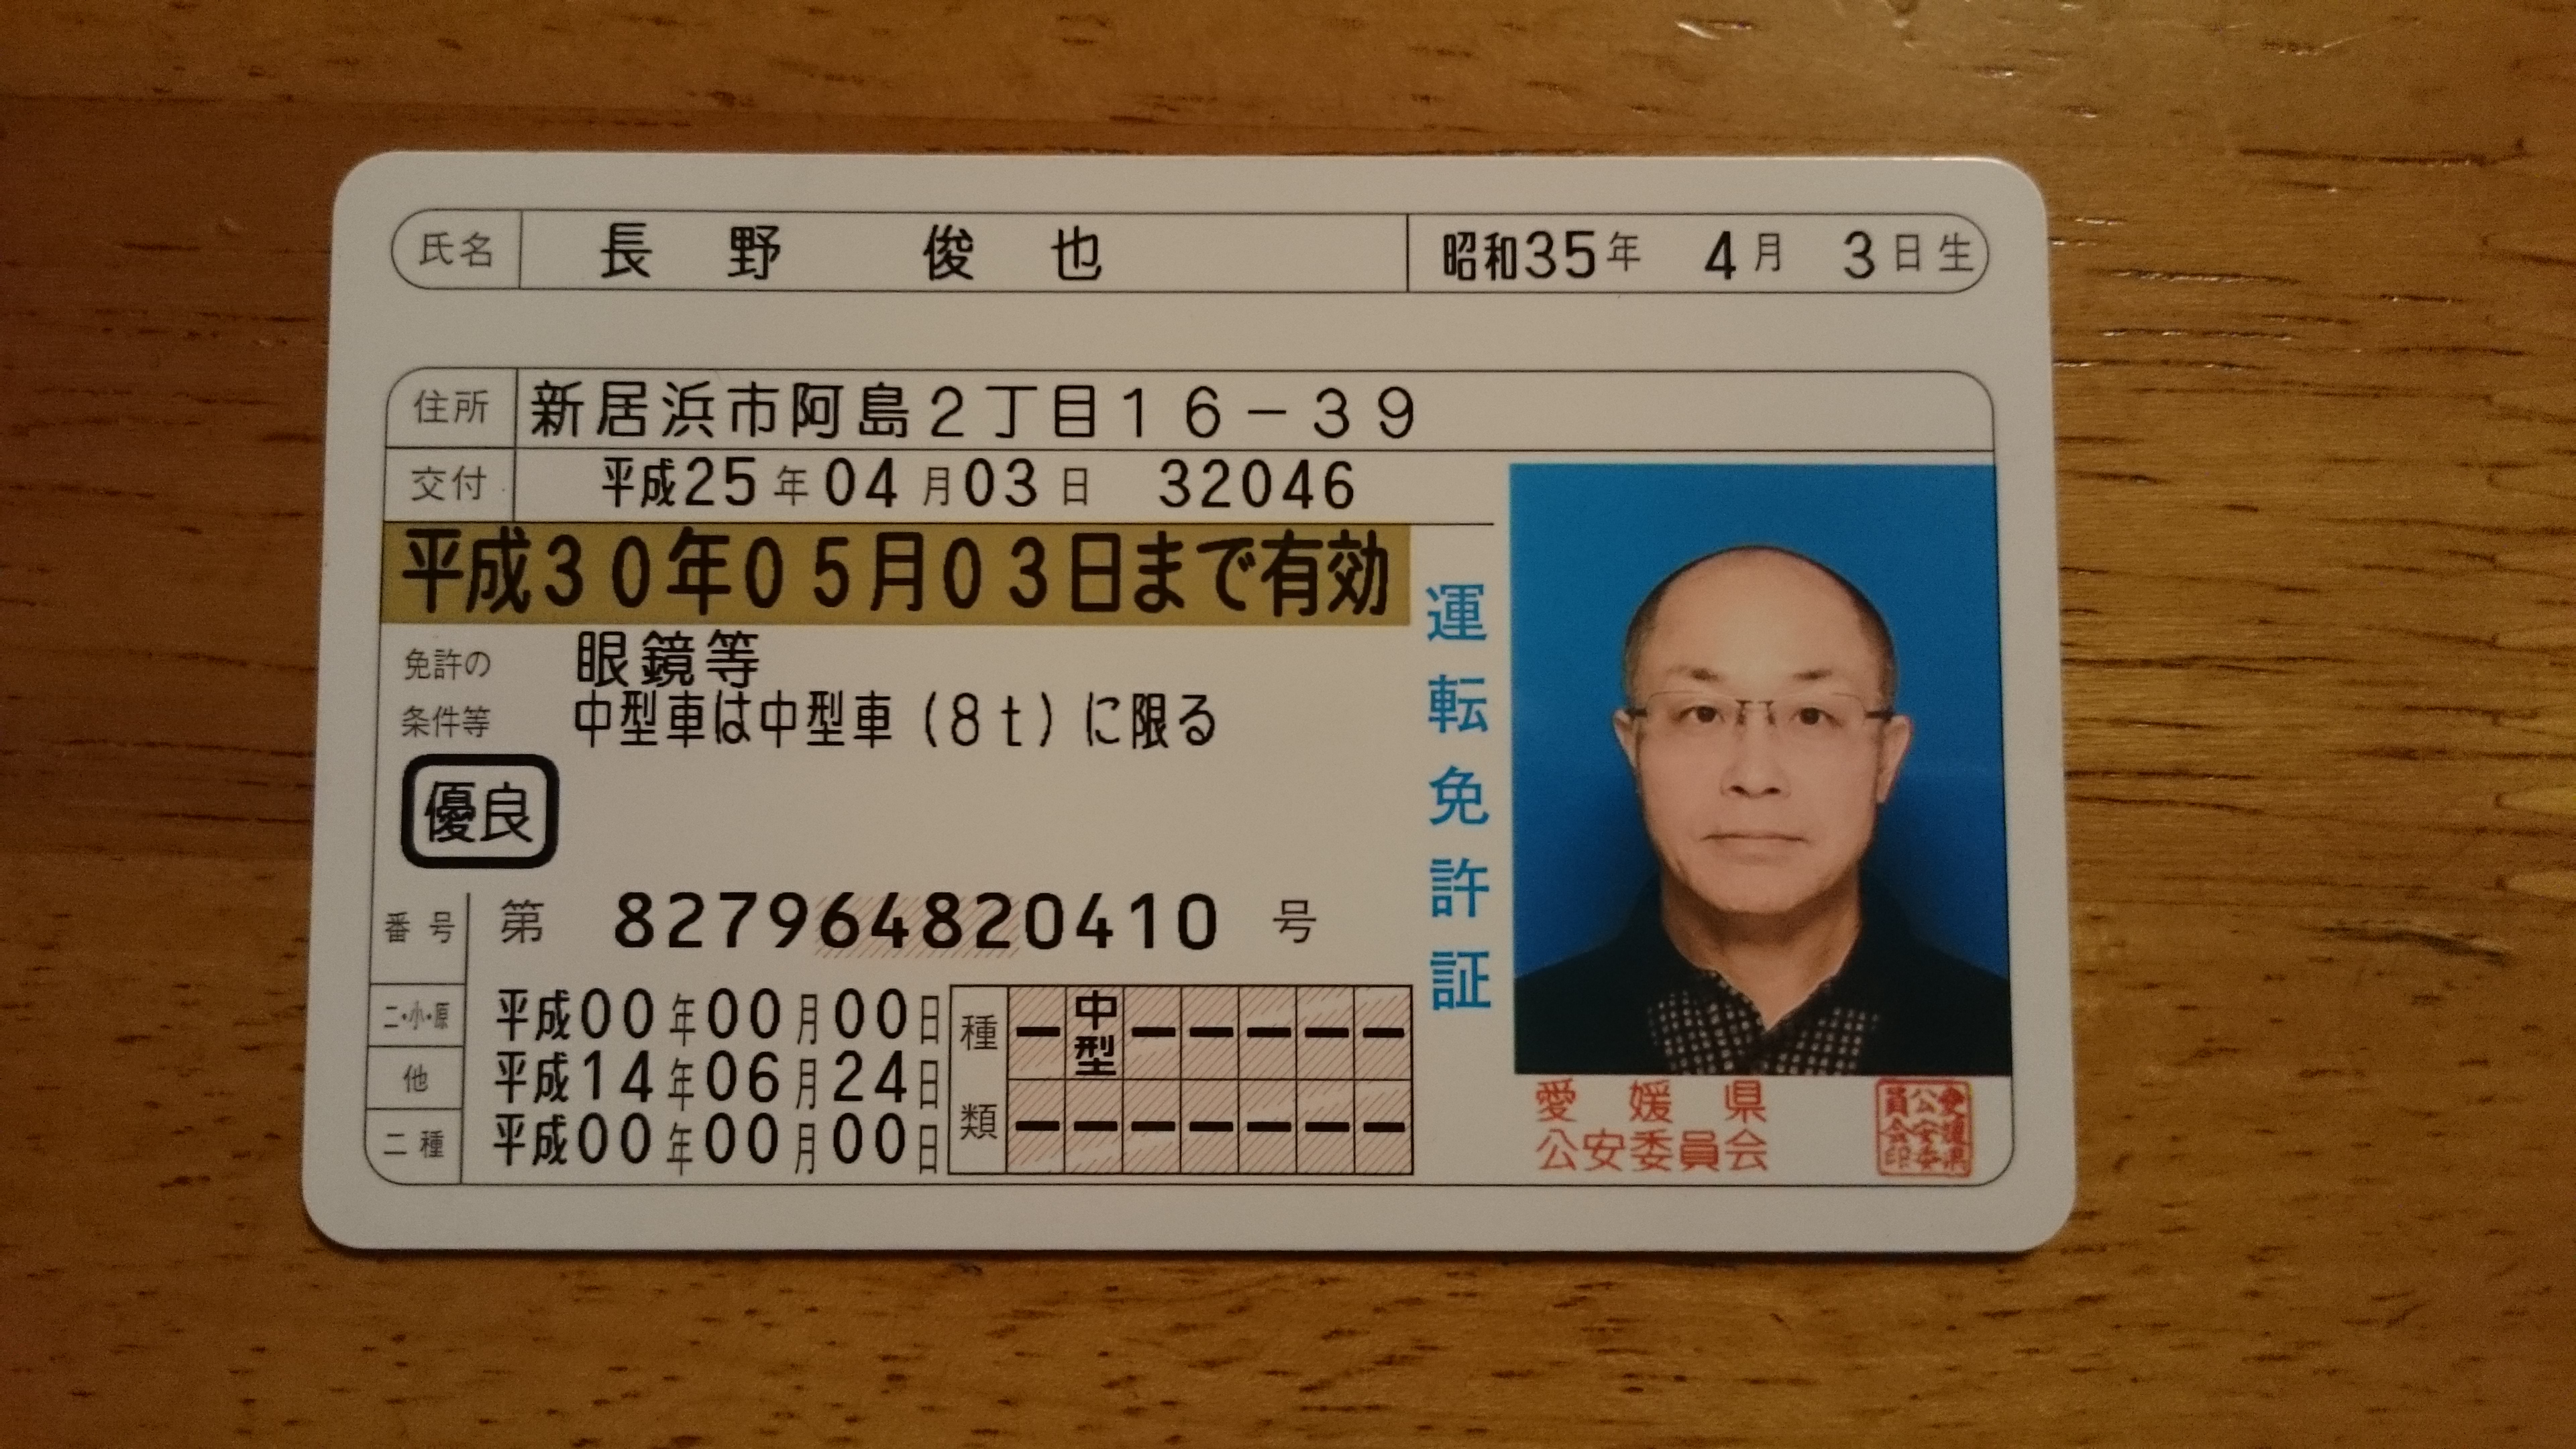 氏名 長野 俊也 昭和35年 4月 3日生
住所 新居浜市阿島2丁目16-39
交付 平成25年04月03日 32046
平成30年05月03日まで有効
免許の 眼鏡等
条件等 中型車は中型車(8t)に限る
優良
番号 第 827964820410 号
二・小・原 平成00年00月00日
他 平成14年06月24日
二種 平成00年00月00日
種類 ー 中型 ー ー ー ー ー
ー ー ー ー ー ー ー
運転免許証
愛媛県
公安委員会
愛媛県公安委員会印